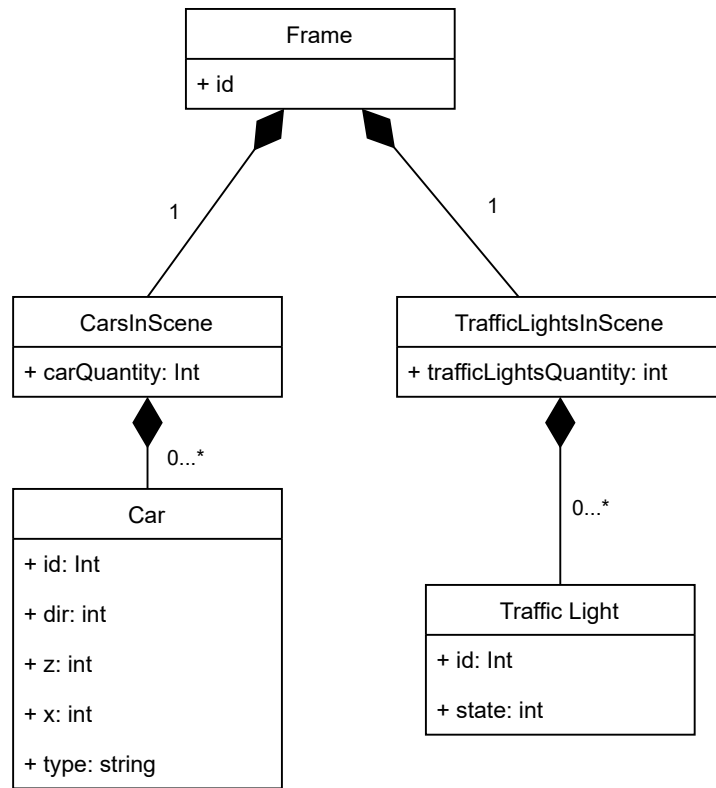 Frame
+ id
1
1
CarsInScene
+ carQuantity: Int
TrafficLightsInScene
+ trafficLightsQuantity: int
0...*
Car
+ id: Int
+ dir: int
+ z: int
+ x: int
+ type: string
0...*
Traffic Light
+ id: Int
+ state: int